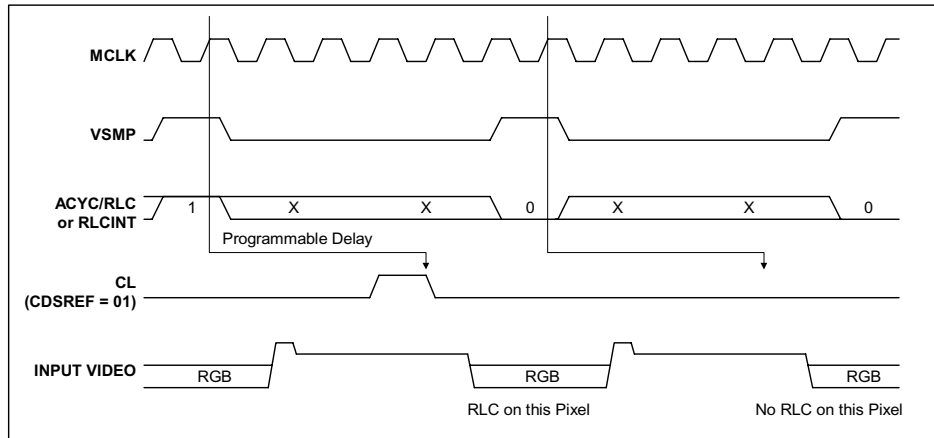 MCLK
VSMP
ACYC/RLC
or RLCINT
1 X X 0 X X 0
Programmable Delay
CL
(CDSREF = 01)
INPUT VIDEO
RGB RGB RGB
RLC on this Pixel No RLC on this Pixel